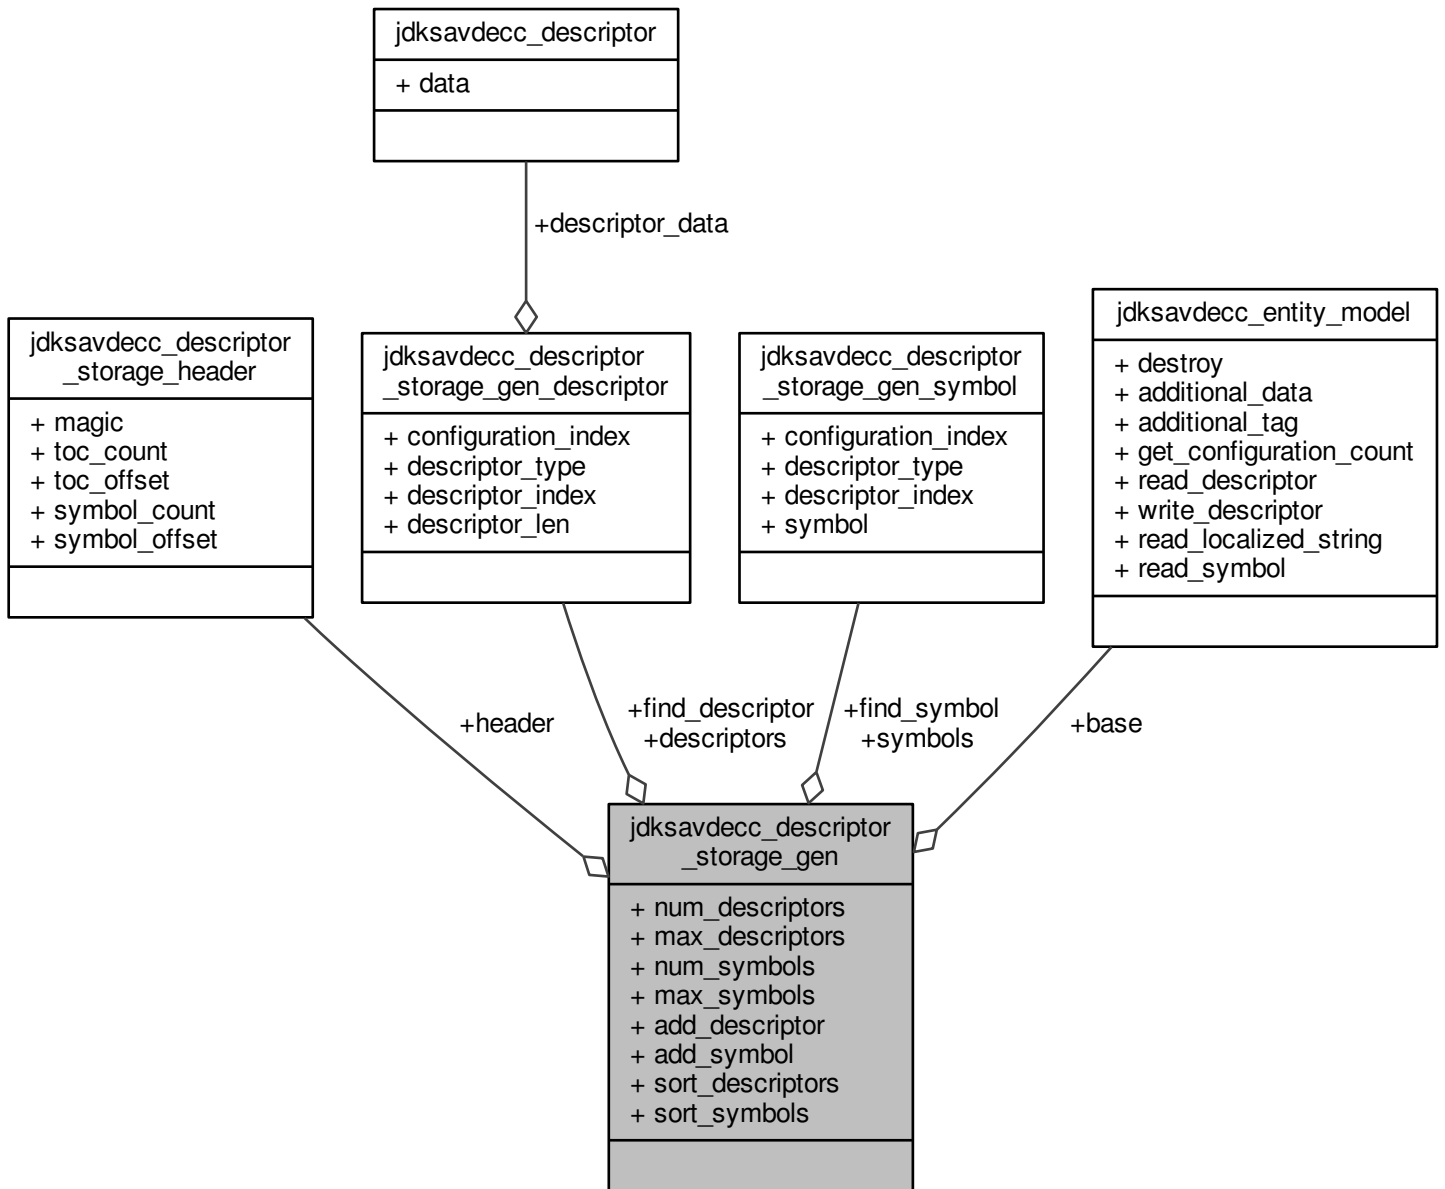 jdksavdecc_descriptor
+ data
+descriptor_data
jdksavdecc_descriptor
_storage_header
+ magic
+ toc_count
+ toc_offset
+ symbol_count
+ symbol_offset
jdksavdecc_descriptor
_storage_gen_descriptor
+ configuration_index
+ descriptor_type
+ descriptor_index
+ descriptor_len
jdksavdecc_descriptor
_storage_gen_symbol
+ configuration_index
+ descriptor_type
+ descriptor_index
+ symbol
jdksavdecc_entity_model
+ destroy
+ additional_data
+ additional_tag
+ get_configuration_count
+ read_descriptor
+ write_descriptor
+ read_localized_string
+ read_symbol
+header
+find_descriptor
+descriptors
+find_symbol
+symbols
+base
jdksavdecc_descriptor
_storage_gen
+ num_descriptors
+ max_descriptors
+ num_symbols
+ max_symbols
+ add_descriptor
+ add_symbol
+ sort_descriptors
+ sort_symbols